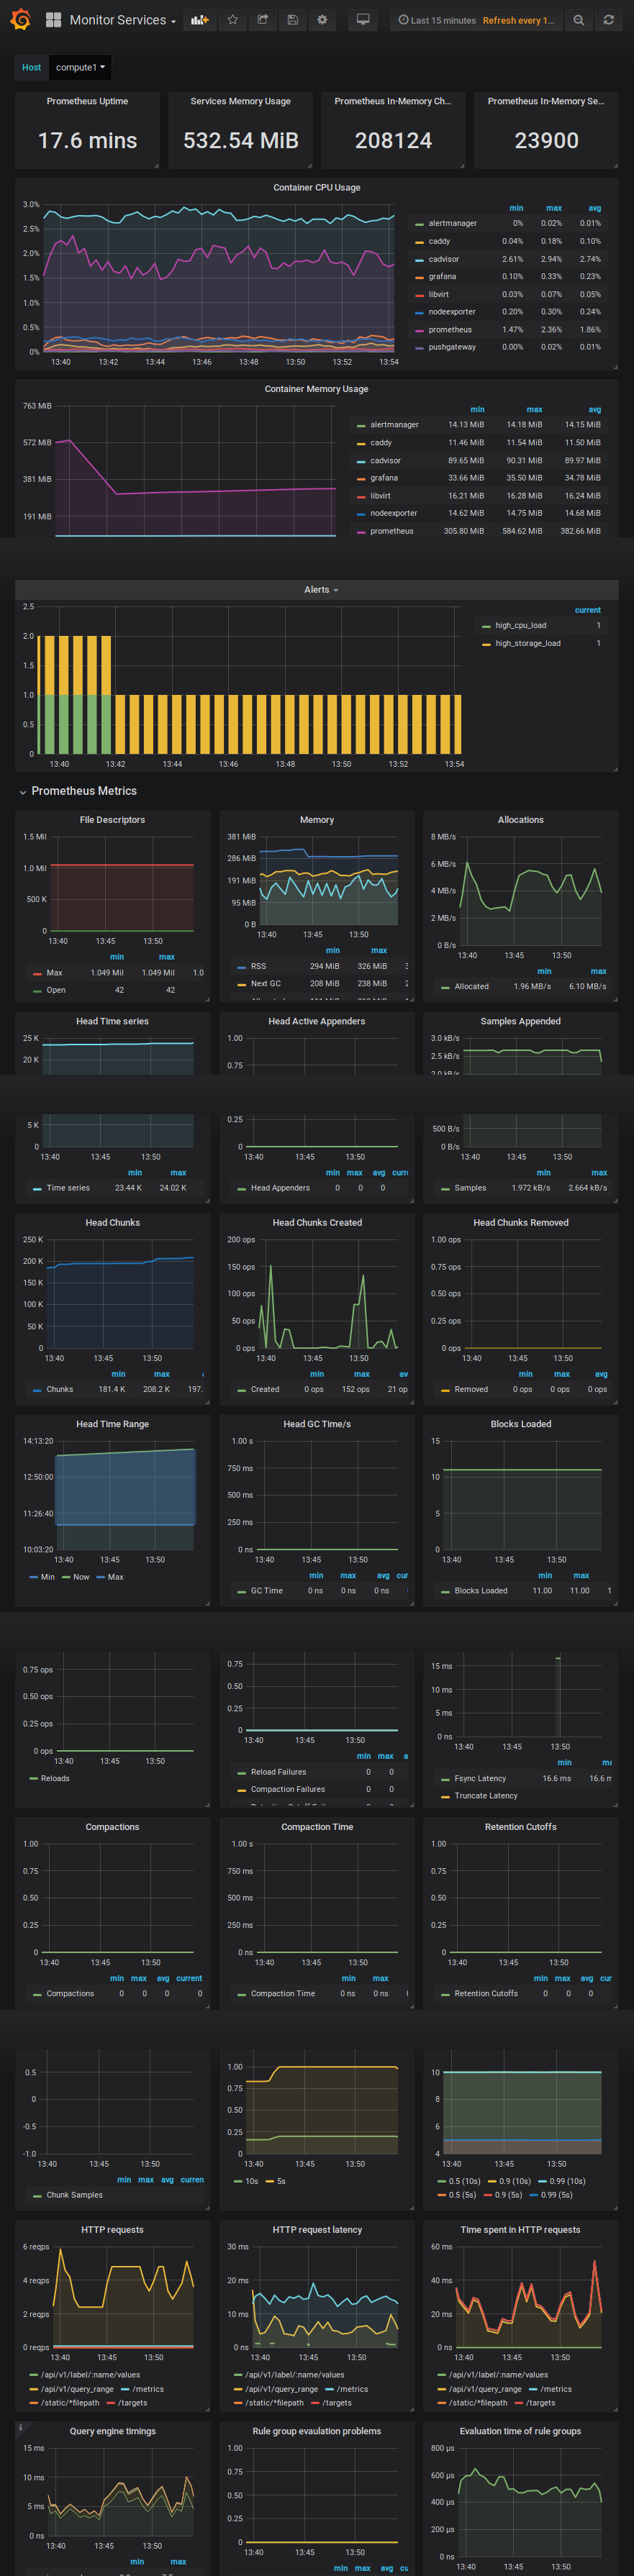 Monitor Services
Last 15 minutes Refresh every 1...
Host compute1
Prometheus Uptime
17.6 mins
Services Memory Usage
532.54 MiB
Prometheus In-Memory Ch...
208124
Prometheus In-Memory Se...
23900
Container CPU Usage
3.0%
2.5%
2.0%
1.5%
1.0%
0.5%
0%
13:40 13:42 13:44 13:46 13:48 13:50 13:52 13:54
min max avg
alertmanager 0% 0.02% 0.01%
caddy 0.04% 0.18% 0.10%
cadvisor 2.61% 2.94% 2.74%
grafana 0.10% 0.33% 0.23%
libvirt 0.03% 0.07% 0.05%
nodeexporter 0.20% 0.30% 0.24%
prometheus 1.47% 2.36% 1.86%
pushgateway 0.00% 0.02% 0.01%
Container Memory Usage
763 MiB
572 MiB
381 MiB
191 MiB
min max avg
alertmanager 14.13 MiB 14.18 MiB 14.15 MiB
caddy 11.46 MiB 11.54 MiB 11.50 MiB
cadvisor 89.65 MiB 90.31 MiB 89.97 MiB
grafana 33.66 MiB 35.50 MiB 34.78 MiB
libvirt 16.21 MiB 16.28 MiB 16.24 MiB
nodeexporter 14.62 MiB 14.75 MiB 14.68 MiB
prometheus 305.80 MiB 584.62 MiB 382.66 MiB
Alerts
2.5
2.0
1.5
1.0
0.5
0
13:40 13:42 13:44 13:46 13:48 13:50 13:52 13:54
current
high_cpu_load 1
high_storage_load 1
Prometheus Metrics
File Descriptors
1.5 Mil
1.0 Mil
500 K
0
13:40 13:45 13:50
min max
Max 1.049 Mil 1.049 Mil 1.0
Open 42 42
Memory
381 MiB
286 MiB
191 MiB
95 MiB
0 B
13:40 13:45 13:50
min max
RSS 294 MiB 326 MiB
Next GC 208 MiB 238 MiB
Allocations
8 MB/s
6 MB/s
4 MB/s
2 MB/s
0 B/s
13:40 13:45 13:50
min max
Allocated 1.96 MB/s 6.10 MB/s
Head Time series
25 K
20 K
5 K
0
13:40 13:45 13:50
min max
Time series 23.44 K 24.02 K
Head Active Appenders
1.00
0.75
0.25
0
13:40 13:45 13:50
min max avg curr
Head Appenders 0 0 0
Samples Appended
3.0 kB/s
2.5 kB/s
2.0 kB/s
500 B/s
0 B/s
13:40 13:45 13:50
min max
Samples 1.972 kB/s 2.664 kB/s
Head Chunks
250 K
200 K
150 K
100 K
50 K
0
13:40 13:45 13:50
min max
Chunks 181.4 K 208.2 K 197.
Head Chunks Created
200 ops
150 ops
100 ops
50 ops
0 ops
13:40 13:45 13:50
min max av
Created 0 ops 152 ops 21 op
Head Chunks Removed
1.00 ops
0.75 ops
0.50 ops
0.25 ops
0 ops
13:40 13:45 13:50
min max avg
Removed 0 ops 0 ops 0 ops
Head Time Range
14:13:20
12:50:00
11:26:40
10:03:20
13:40 13:45 13:50
Min Now Max
Head GC Time/s
1.00 s
750 ms
500 ms
250 ms
0 ns
13:40 13:45 13:50
min max avg cur
GC Time 0 ns 0 ns 0 ns
Blocks Loaded
15
10
5
0
13:40 13:45 13:50
min max
Blocks Loaded 11.00 11.00 1
0.75 ops
0.50 ops
0.25 ops
0 ops
13:40 13:45 13:50
Reloads
0.75
0.50
0.25
0
13:40 13:45 13:50
min max a
Reload Failures 0 0
Compaction Failures 0 0
15 ms
10 ms
5 ms
0 ns
13:40 13:45 13:50
min ma
Fsync Latency 16.6 ms 16.6 m
Truncate Latency
Compactions
1.00
0.75
0.50
0.25
0
13:40 13:45 13:50
min max avg current
Compactions 0 0 0 0
Compaction Time
1.00 s
750 ms
500 ms
250 ms
0 ns
13:40 13:45 13:50
min max
Compaction Time 0 ns 0 ns
Retention Cutoffs
1.00
0.75
0.50
0.25
0
13:40 13:45 13:50
min max avg cur
Retention Cutoffs 0 0 0
0.5
0
-0.5
-1.0
13:40 13:45 13:50
min max avg curren
Chunk Samples
1.00
0.75
0.50
0.25
0
13:40 13:45 13:50
10s 5s
10
8
6
4
13:40 13:45 13:50
0.5 (10s) 0.9 (10s) 0.99 (10s)
0.5 (5s) 0.9 (5s) 0.99 (5s)
HTTP requests
6 reqps
4 reqps
2 reqps
0 reqps
13:40 13:45 13:50
/api/v1/label/:name/values
/api/v1/query_range /metrics
/static/*filepath /targets
HTTP request latency
30 ms
20 ms
10 ms
0 ns
13:40 13:45 13:50
/api/v1/label/:name/values
/api/v1/query_range /metrics
/static/*filepath /targets
Time spent in HTTP requests
60 ms
40 ms
20 ms
0 ns
13:40 13:45 13:50
/api/v1/label/:name/values
/api/v1/query_range /metrics
/static/*filepath /targets
Query engine timings
15 ms
10 ms
5 ms
0 ns
13:40 13:45 13:50
min max
Rule group evaulation problems
1.00
0.75
0.50
0.25
0
13:40 13:45 13:50
min max avg cu
Evaluation time of rule groups
800 µs
600 µs
400 µs
200 µs
0 ns
13:40 13:45 13:50